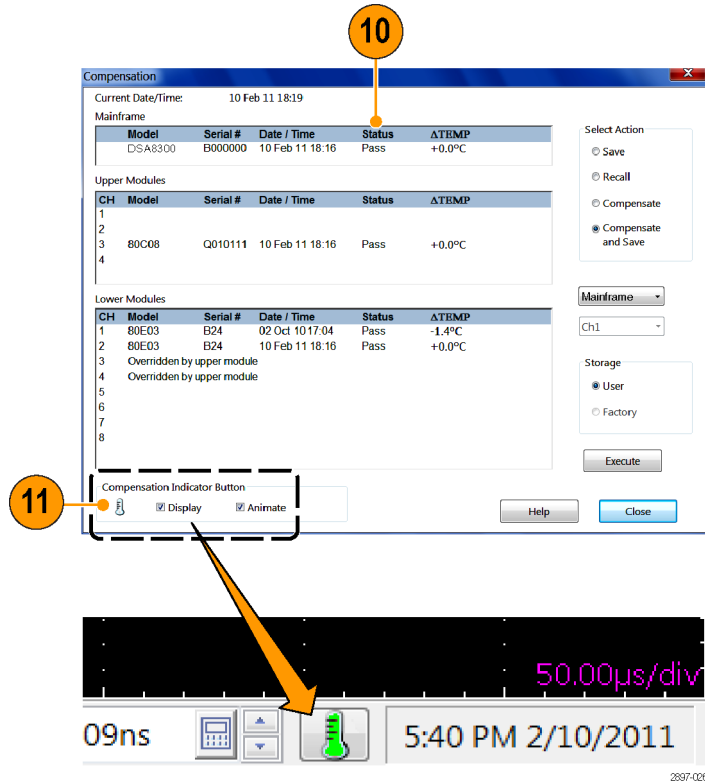 10
Compensation
Current Date/Time: 10 Feb 11 18:19
Mainframe
Model Serial # Date / Time Status ΔTEMP
DSA8300 B000000 10 Feb 11 18:16 Pass +0.0°C
Upper Modules
CH Model Serial # Date / Time Status ΔTEMP
1
2
3 80C08 Q010111 10 Feb 11 18:16 Pass +0.0°C
4
Lower Modules
CH Model Serial # Date / Time Status ΔTEMP
1 80E03 B24 02 Oct 10 17:04 Pass -1.4°C
2 80E03 B24 10 Feb 11 18:16 Pass +0.0°C
3 Overridden by upper module
4 Overridden by upper module
5
6
7
8
Select Action
Save
Recall
Compensate
Compensate
and Save
Mainframe
Ch1
Storage
User
Factory
Execute
11
Compensation Indicator Button
Display Animate
Help Close
50.00µs/div
09ns
5:40 PM 2/10/2011